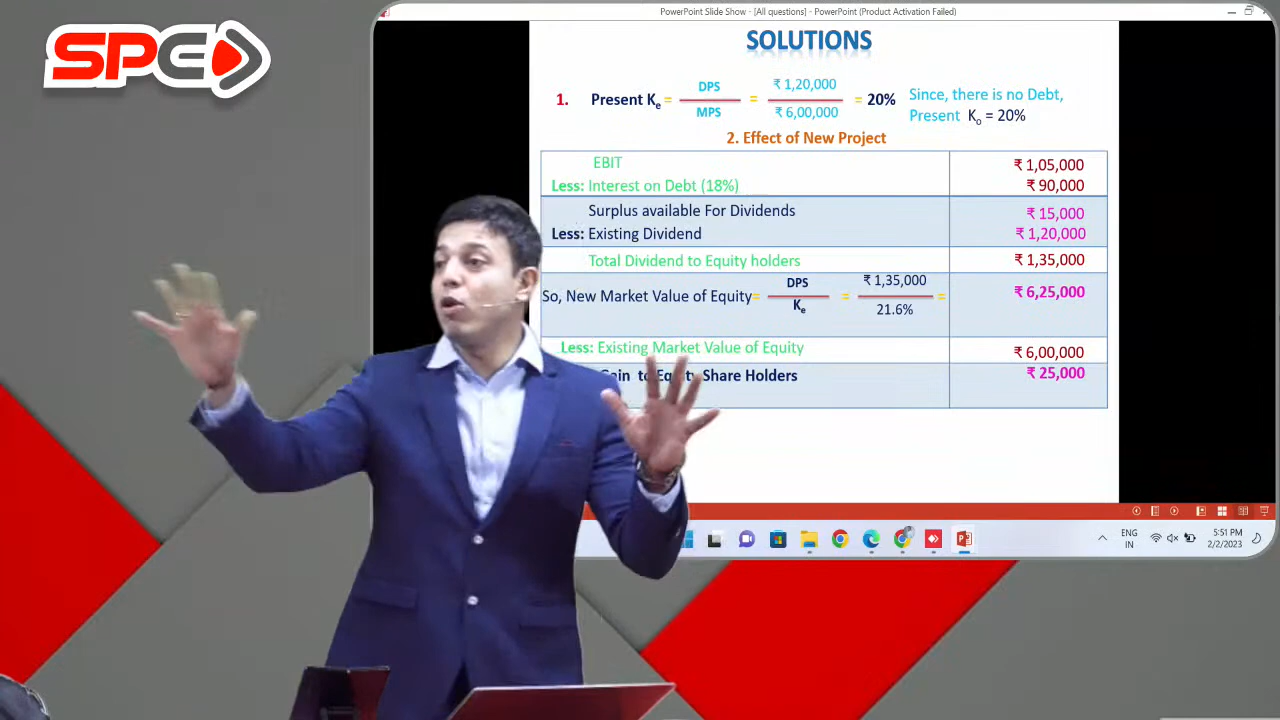 SPC
PowerPoint Slide Show - [All questions] - PowerPoint (Product Activation Failed)
SOLUTIONS
1. Present Ke = DPS / MPS = ₹ 1,20,000 / ₹ 6,00,000 = 20% Since, there is no Debt,
Present Ko = 20%
2. Effect of New Project
EBIT ₹ 1,05,000
Less: Interest on Debt (18%) ₹ 90,000
Surplus available For Dividends ₹ 15,000
Less: Existing Dividend ₹ 1,20,000
Total Dividend to Equity holders ₹ 1,35,000
So, New Market Value of Equity= DPS / Ke = ₹ 1,35,000 / 21.6% = ₹ 6,25,000
Less: Existing Market Value of Equity ₹ 6,00,000
Gain to Equity Share Holders ₹ 25,000
ENG
IN
5:51 PM
2/2/2023